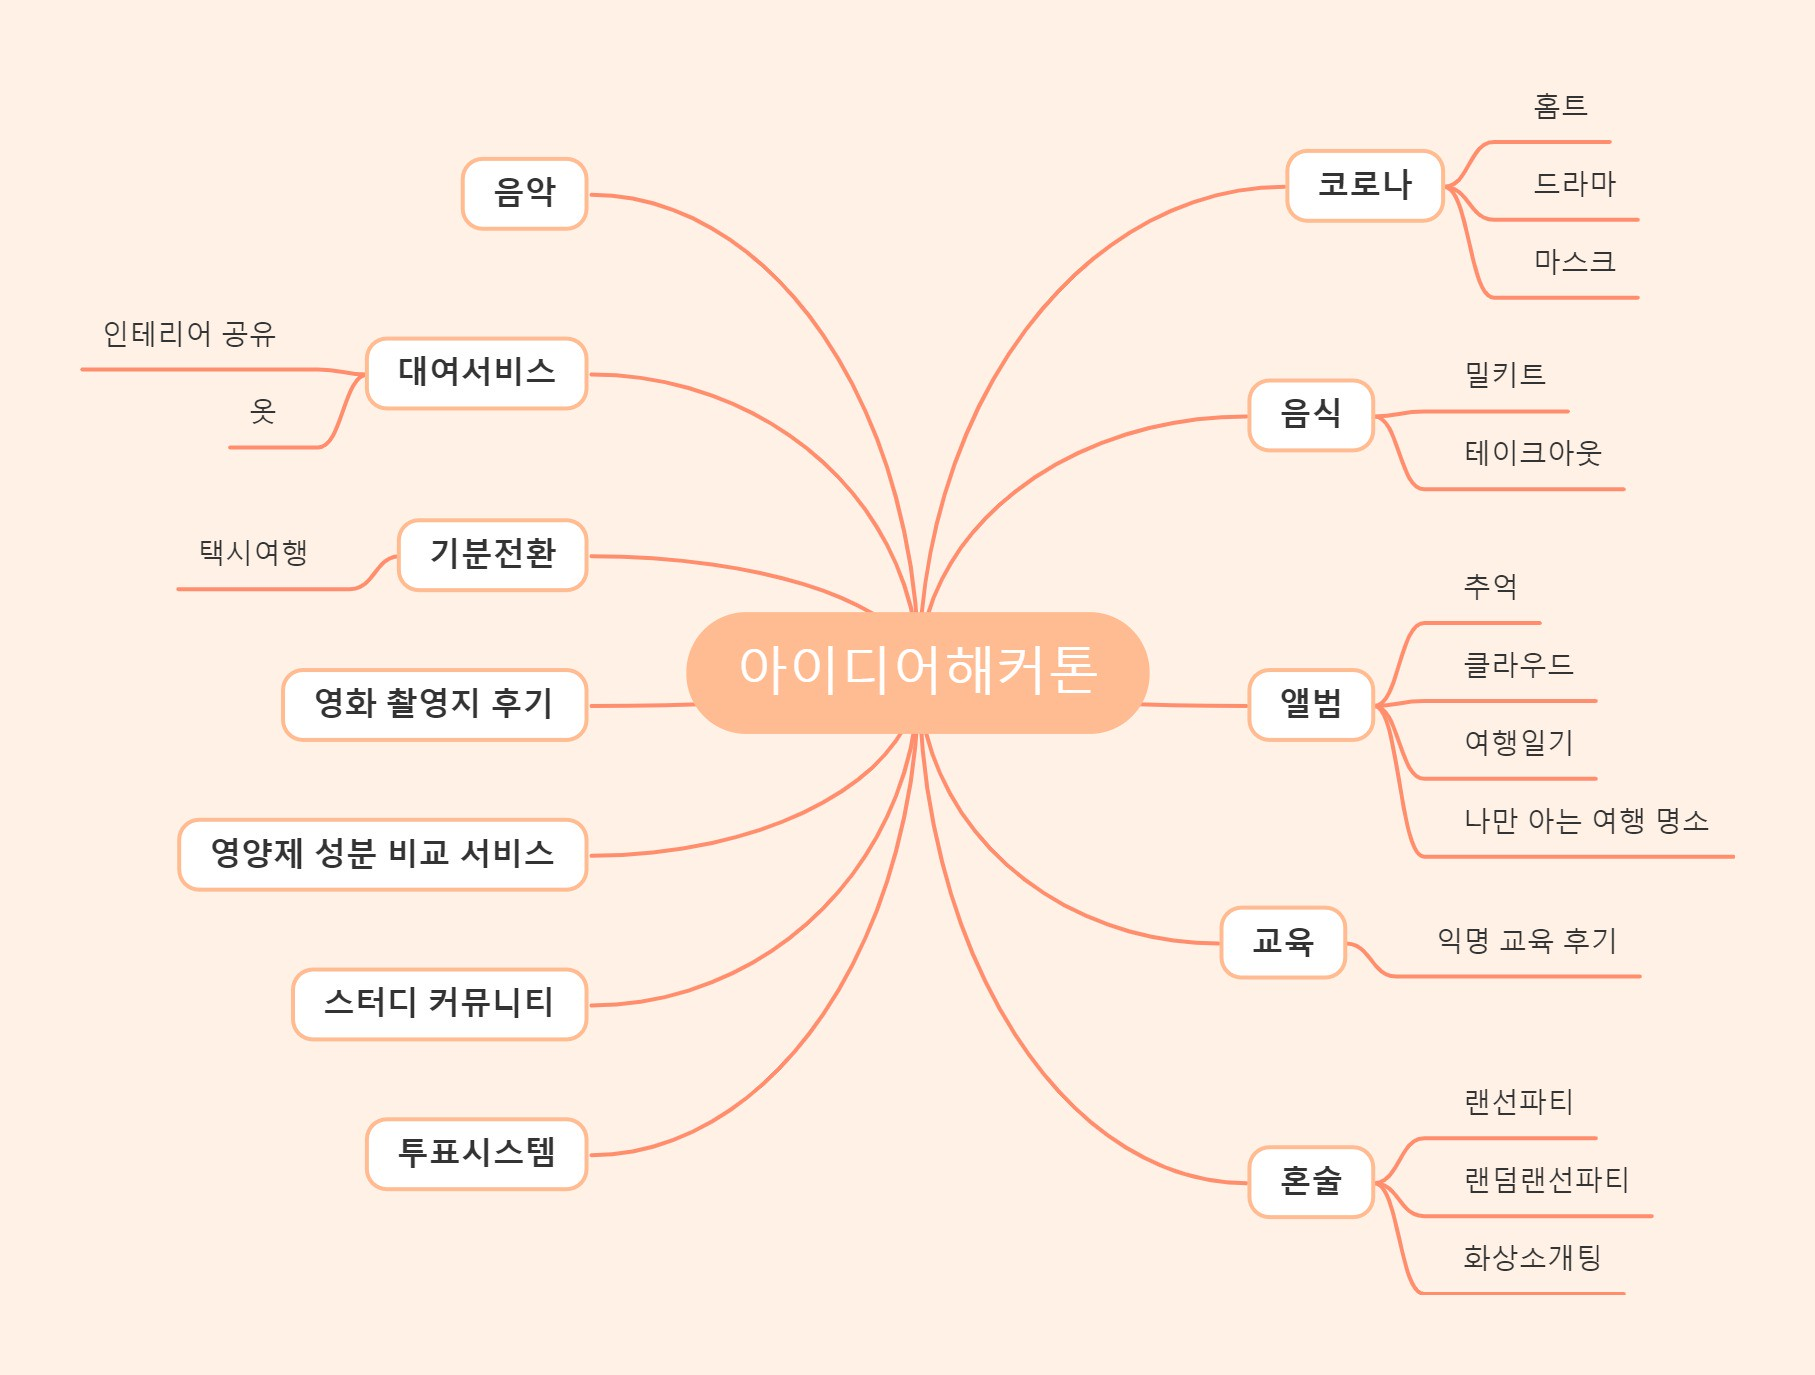 아이디어해커톤
코로나
홈트
드라마
마스크
음식
밀키트
테이크아웃
앨범
추억
클라우드
여행일기
나만 아는 여행 명소
교육
익명 교육 후기
혼술
랜선파티
랜덤랜선파티
화상소개팅
음악
대여서비스
인테리어 공유
옷
기분전환
택시여행
영화 촬영지 후기
영양제 성분 비교 서비스
스터디 커뮤니티
투표시스템